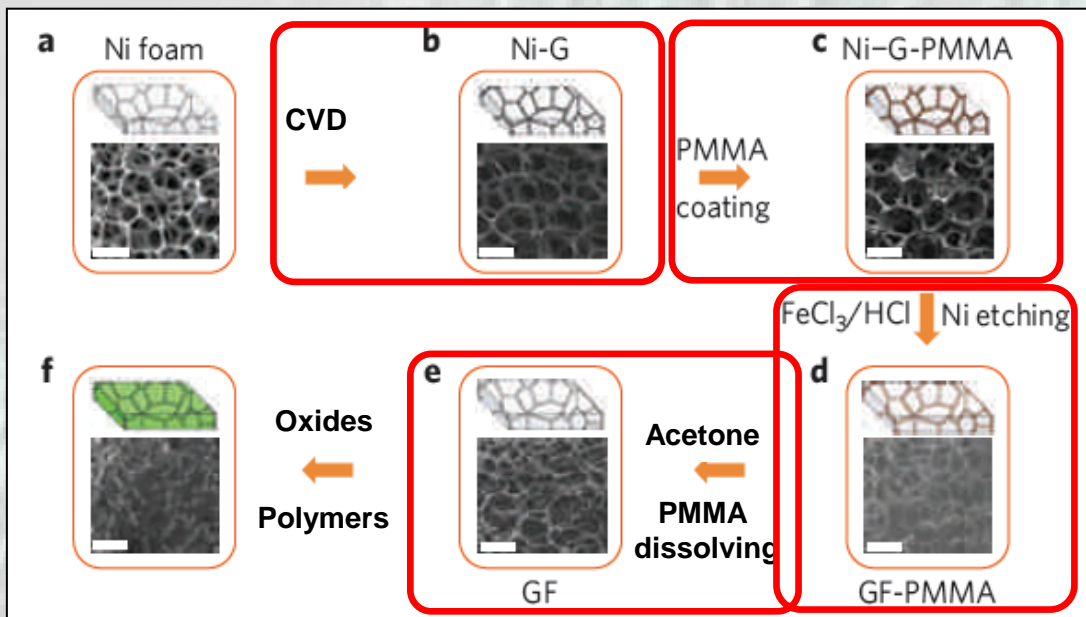 a Ni foam
CVD
b Ni-G
PMMA
coating
c Ni–G-PMMA
FeCl₃/HCl Ni etching
d
GF-PMMA
Acetone
PMMA
dissolving
e
GF
Oxides
Polymers
f